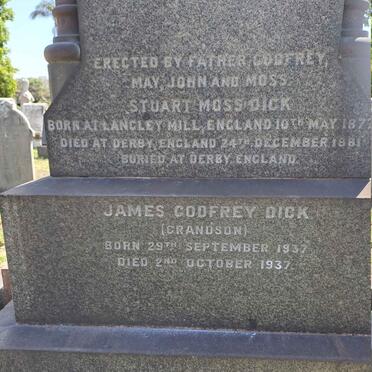 ERECTED BY FATHER GODFREY,
MAY, JOHN AND MOSS.
STUART MOSS DICK
BORN AT LANGLEY MILL, ENGLAND 10TH MAY
DIED AT DERBY, ENGLAND 24TH DECEMBER 1881
BURIED AT DERBY, ENGLAND.
JAMES GODFREY DICK
(GRANDSON)
BORN 29TH SEPTEMBER 1937
DIED 2ND OCTOBER 1937.